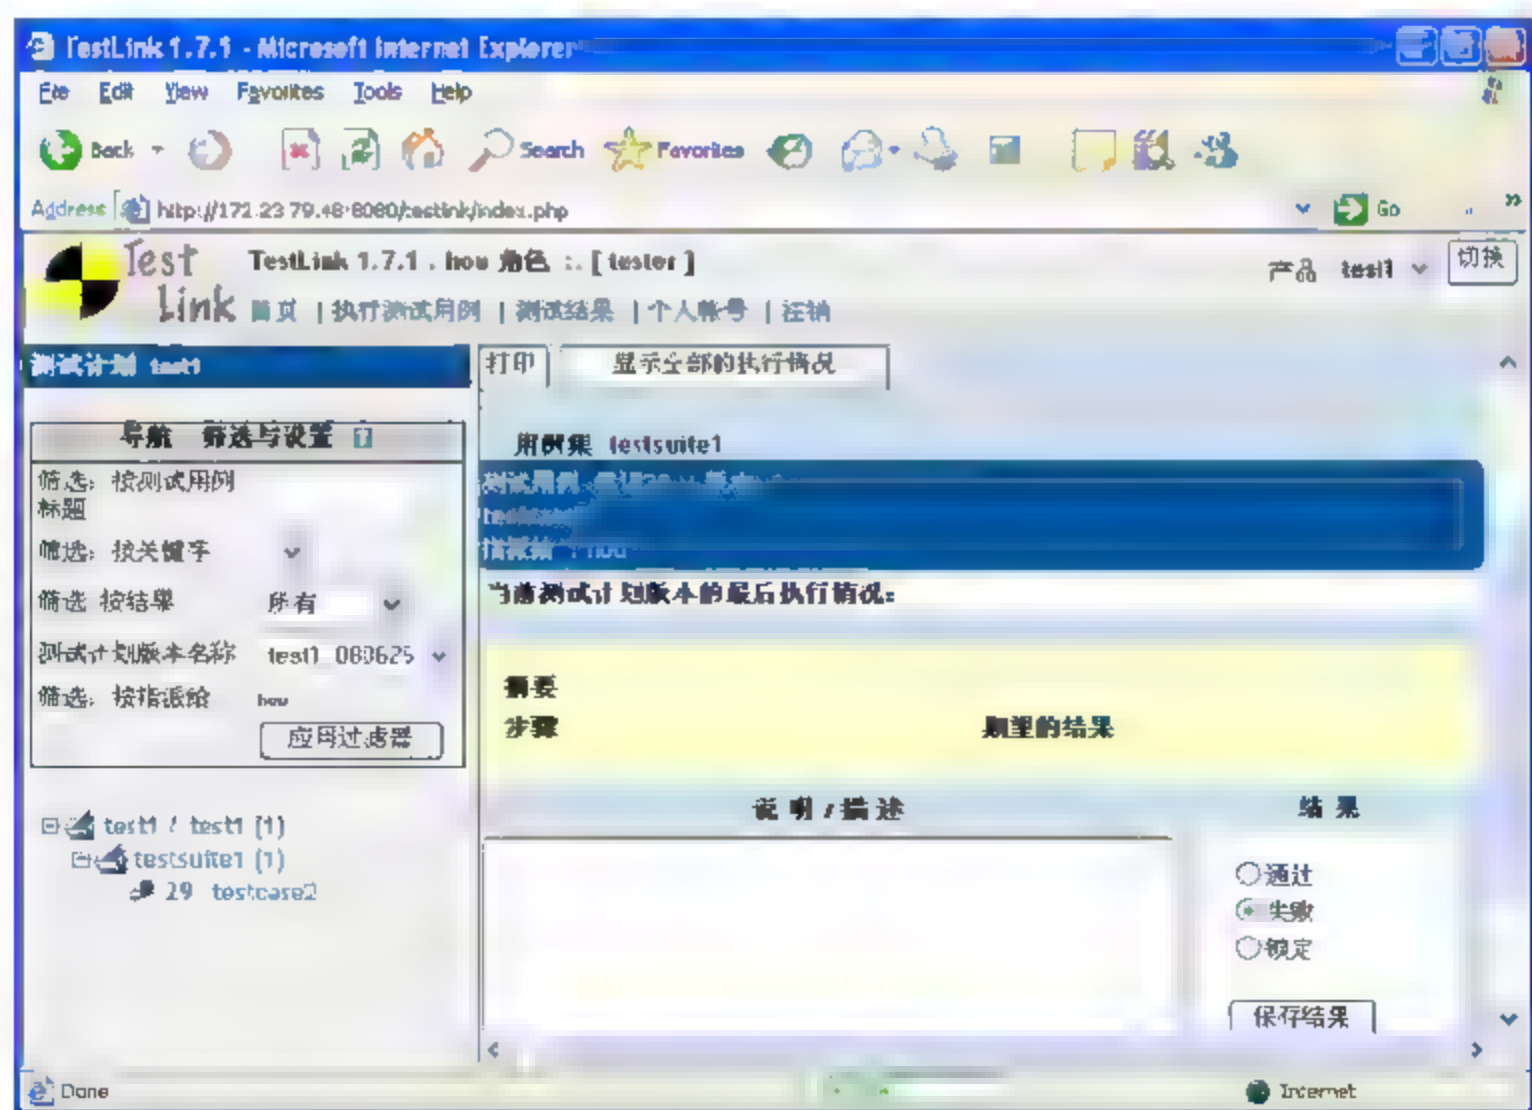 TestLink 1.7.1 - Microsoft Internet Explorer
Edit View Favorites Tools Help
Back Search Favorites
Address http://172.23.79.48:8080/testlink/index.php Go
Test Link
TestLink 1.7.1 . hou 角色 :. [ tester ]
产品 test1 切换
首页 | 执行测试用例 | 测试结果 | 个人帐号 | 注销
测试计划 test1
打印 显示全部的执行情况
导航 筛选与设置
筛选: 按测试用例
标题
筛选: 按关键字
筛选 按结果 所有
测试计划版本名称 test1_080625
筛选: 按指派给 hou
应用过滤器
test1 / test1 (1)
testsuite1 (1)
29 testcase2
用例集 testsuite1
测试用例
当前测试计划版本的最后执行情况:
摘要
步骤 期望的结果
说明/描述 结果
通过
失败
锁定
保存结果
Done Internet